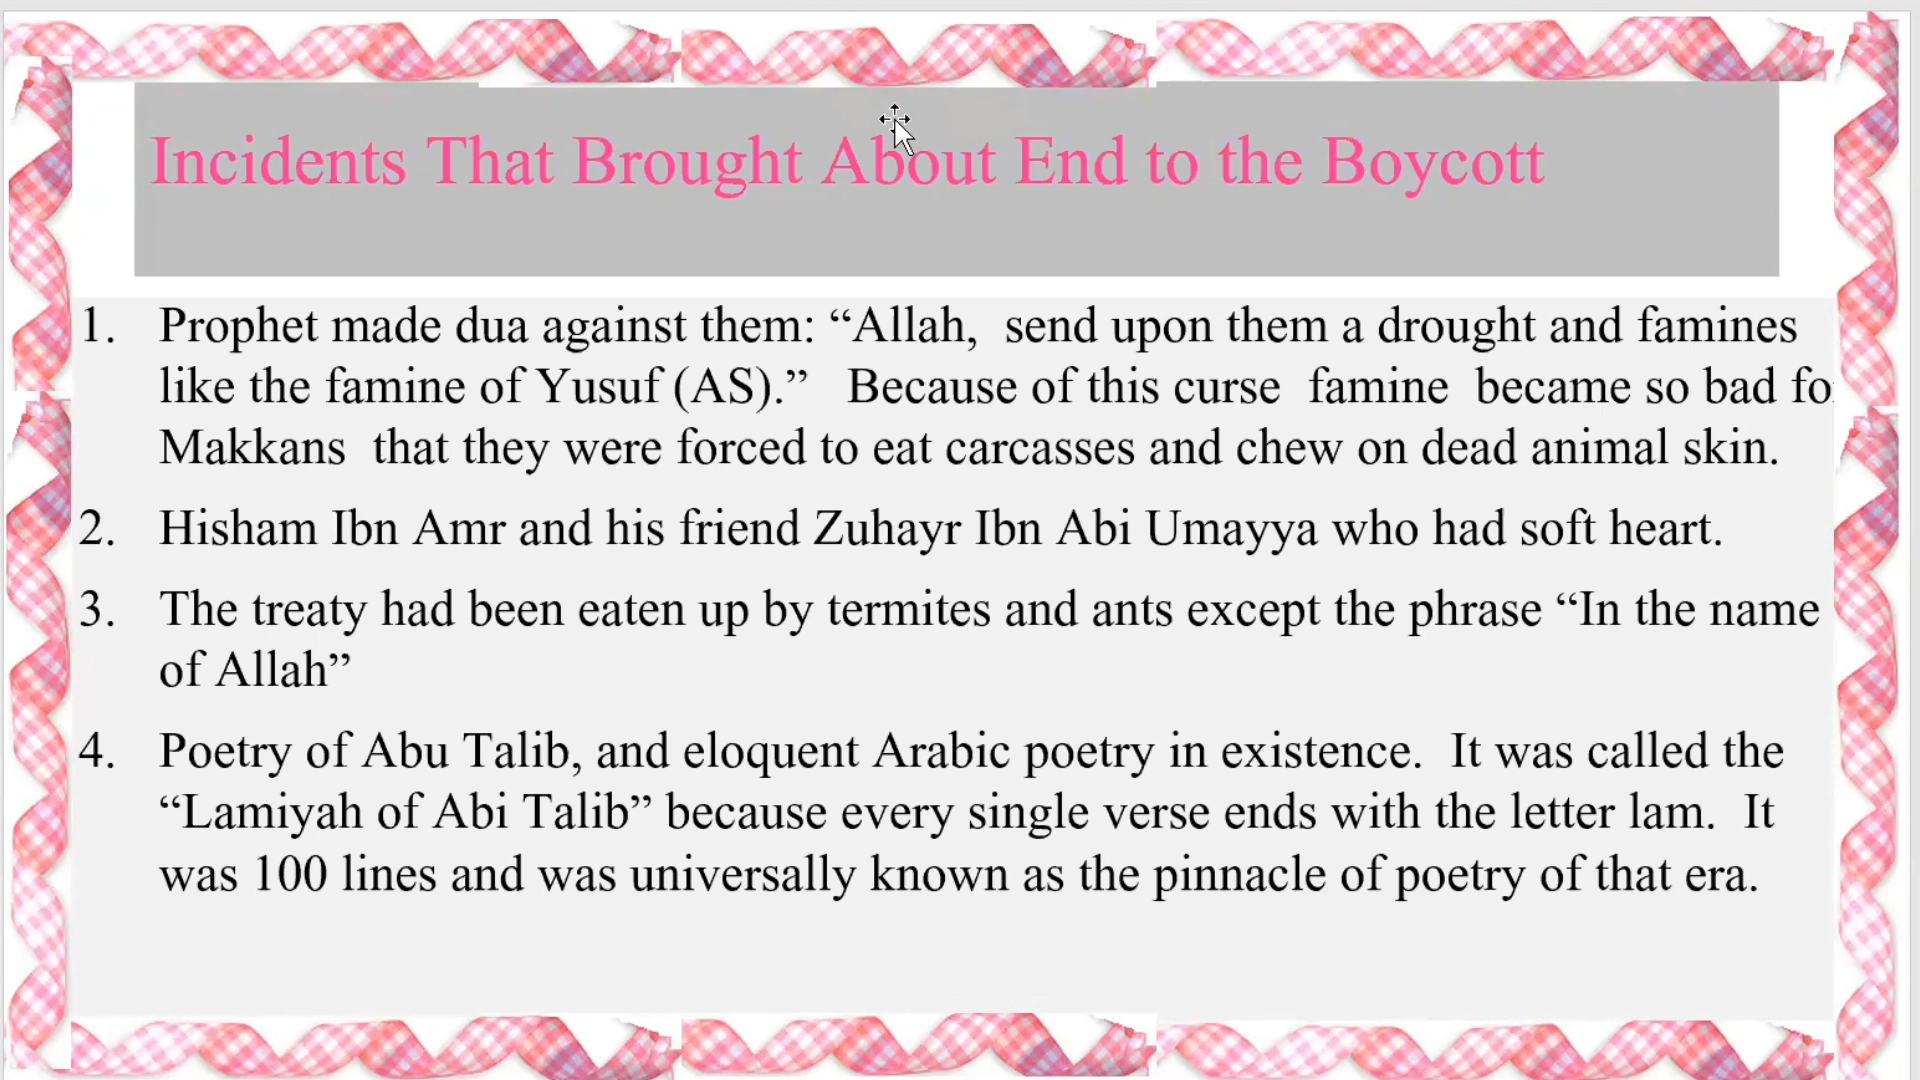 Incidents That Brought About End to the Boycott
1. Prophet made dua against them: “Allah,  send upon them a drought and famines
like the famine of Yusuf (AS).”   Because of this curse  famine  became so bad fo
Makkans  that they were forced to eat carcasses and chew on dead animal skin.
2. Hisham Ibn Amr and his friend Zuhayr Ibn Abi Umayya who had soft heart.
3. The treaty had been eaten up by termites and ants except the phrase “In the name
of Allah”
4. Poetry of Abu Talib, and eloquent Arabic poetry in existence.  It was called the
“Lamiyah of Abi Talib” because every single verse ends with the letter lam.  It
was 100 lines and was universally known as the pinnacle of poetry of that era.